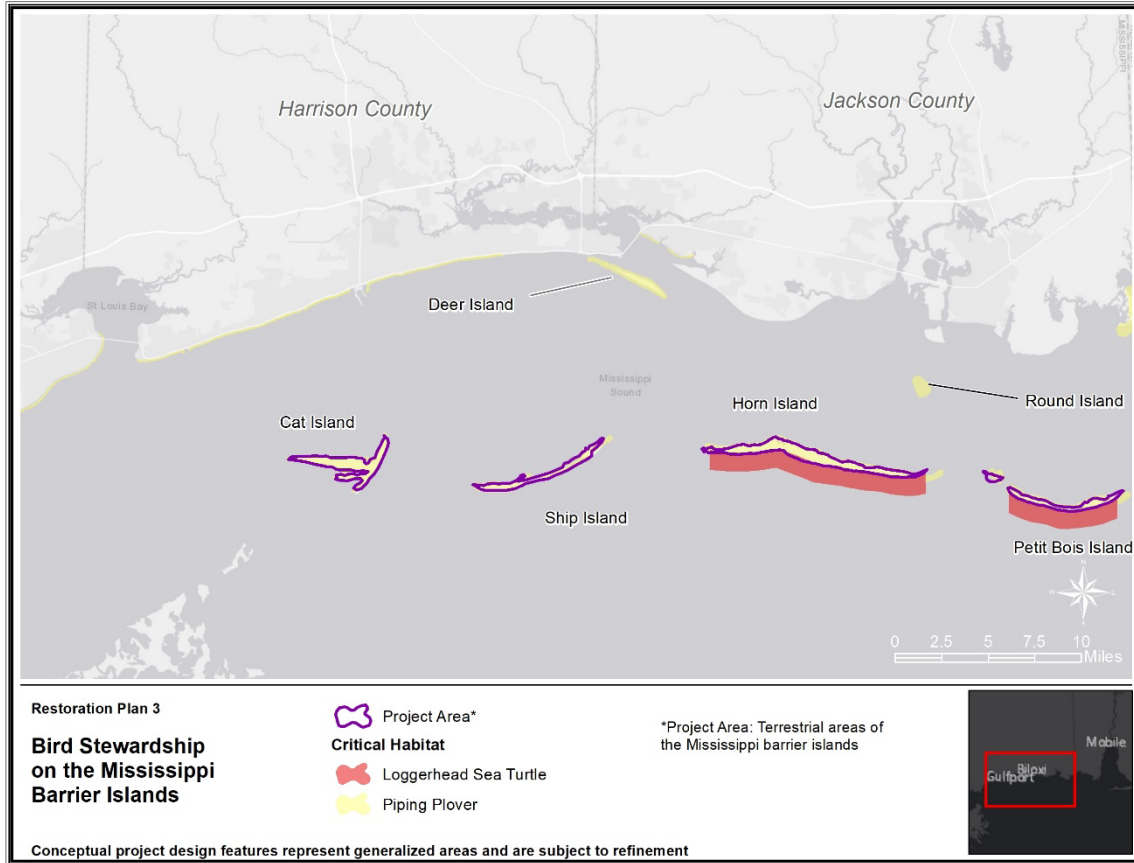 MISSISSIPPI
Harrison County
Jackson County
St Louis Bay
Deer Island
Mississippi
Sound
Horn Island
Round Island
Cat Island
Ship Island
Petit Bois Island
N
W
E
S
0 2.5 5 7.5 10
Miles
Restoration Plan 3
Bird Stewardship
on the Mississippi
Barrier Islands
Project Area*
Critical Habitat
Loggerhead Sea Turtle
Piping Plover
*Project Area: Terrestrial areas of
the Mississippi barrier islands
Mobile
Biloxi
Gulfport
Conceptual project design features represent generalized areas and are subject to refinement